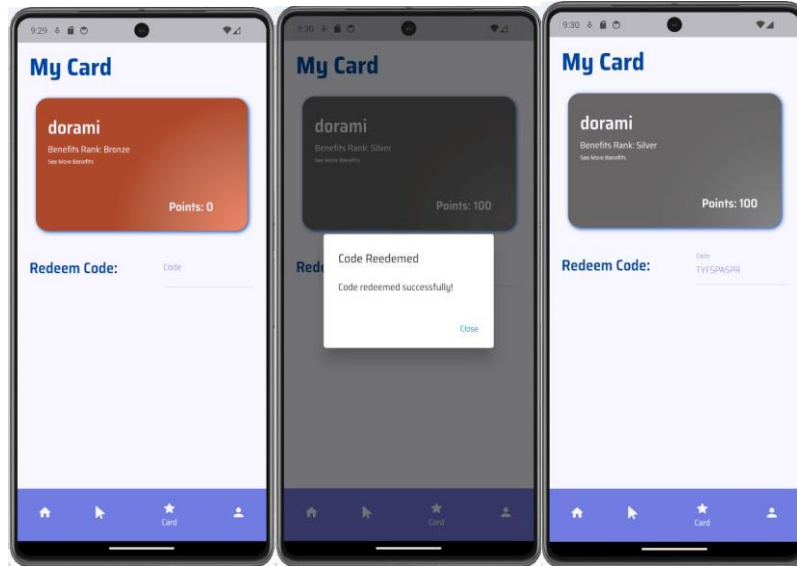 9:29
My Card
dorami
Benefits Rank: Bronze
See More Benefits
Points: 0
Redeem Code:
Code
Card
9:30
My Card
dorami
Benefits Rank: Silver
See More Benefits
Points: 100
Rede
Code Reedemed
Code redeemed successfully!
Close
Card
9:30
My Card
dorami
Benefits Rank: Silver
See More Benefits
Points: 100
Redeem Code:
Code
TYFSPASPR
Card